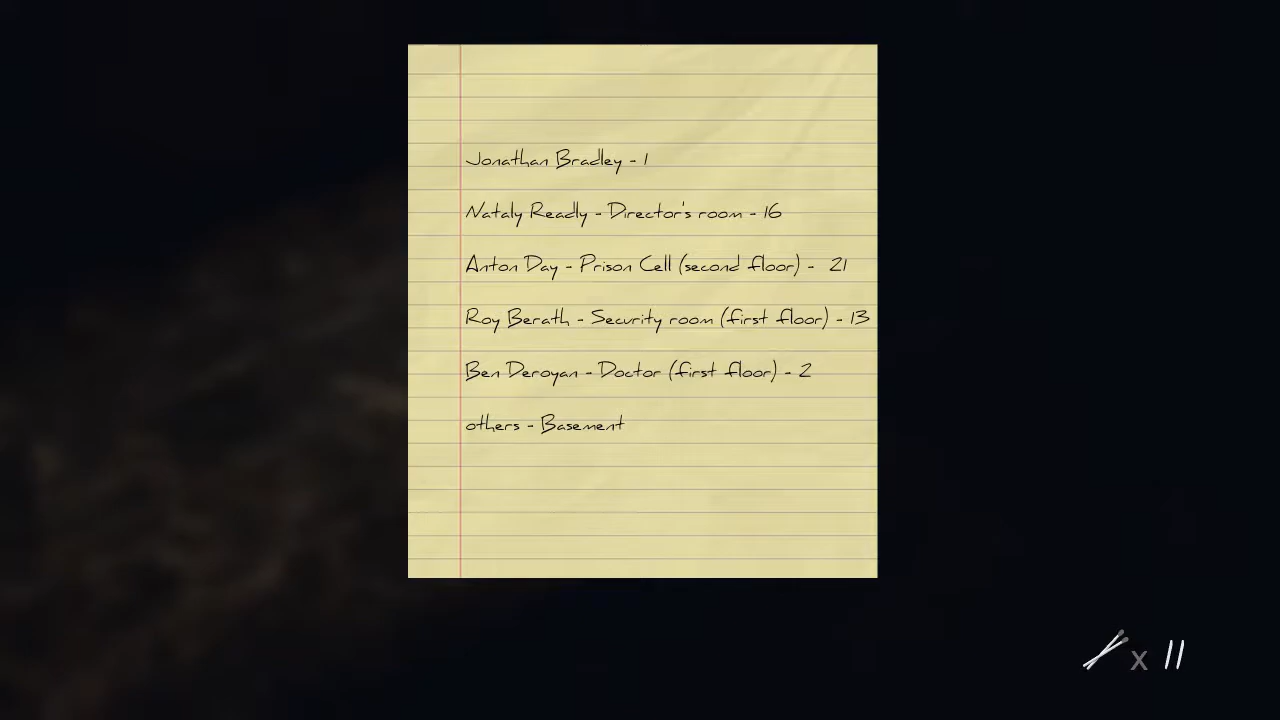 Jonathan Bradley - 1
Nataly Readly - Director's room - 16
Anton Day - Prison Cell (second floor) - 21
Roy Berath - Security room (first floor) - 13
Ben Deroyan - Doctor (first floor) - 2
others - Basement
x 11